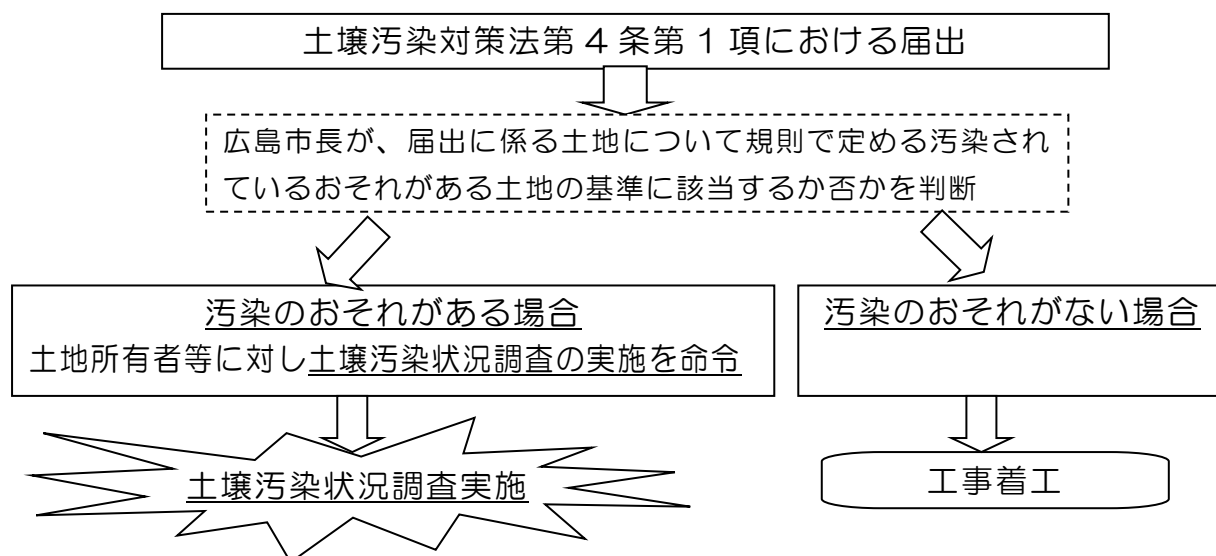 土壌汚染対策法第4条第1項における届出
広島市長が、届出に係る土地について規則で定める汚染され
ているおそれがある土地の基準に該当するか否かを判断
汚染のおそれがある場合
土地所有者等に対し土壌汚染状況調査の実施を命令
汚染のおそれがない場合
土壌汚染状況調査実施
工事着工